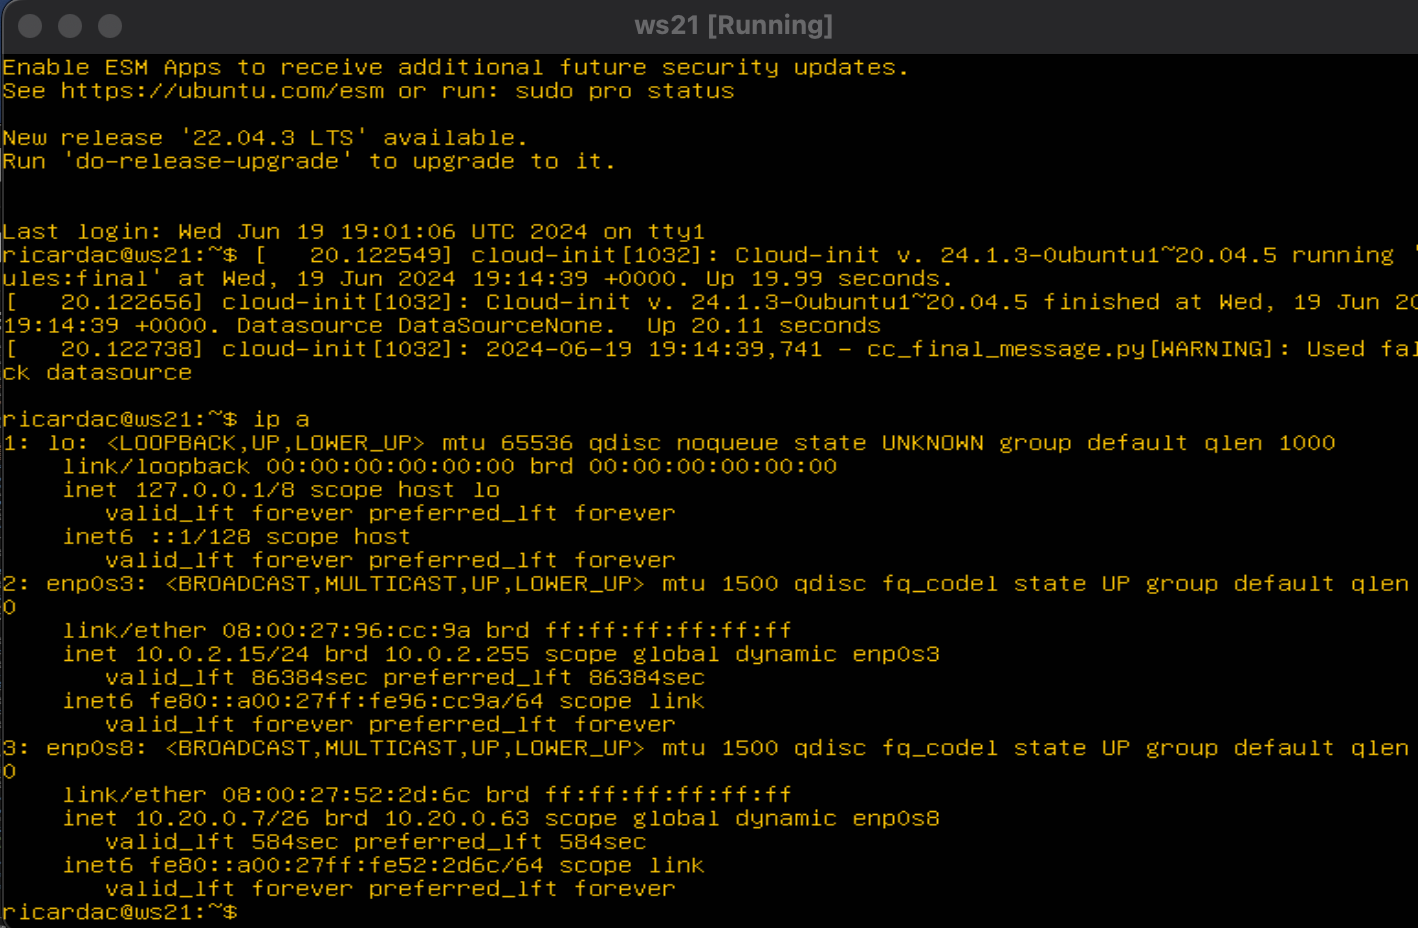 ws21 [Running]
Enable ESM Apps to receive additional future security updates.
See https://ubuntu.com/esm or run: sudo pro status
New release '22.04.3 LTS' available.
Run 'do-release-upgrade' to upgrade to it.
Last login: Wed Jun 19 19:01:06 UTC 2024 on tty1
ricardac@ws21:~$ [   20.122549] cloud-init[1032]: Cloud-init v. 24.1.3-0ubuntu1~20.04.5 running '
ules:final' at Wed, 19 Jun 2024 19:14:39 +0000. Up 19.99 seconds.
[   20.122656] cloud-init[1032]: Cloud-init v. 24.1.3-0ubuntu1~20.04.5 finished at Wed, 19 Jun 20
19:14:39 +0000. Datasource DataSourceNone.  Up 20.11 seconds
[   20.122738] cloud-init[1032]: 2024-06-19 19:14:39,741 - cc_final_message.py[WARNING]: Used fal
ck datasource
ricardac@ws21:~$ ip a
1: lo: <LOOPBACK,UP,LOWER_UP> mtu 65536 qdisc noqueue state UNKNOWN group default qlen 1000
    link/loopback 00:00:00:00:00:00 brd 00:00:00:00:00:00
    inet 127.0.0.1/8 scope host lo
       valid_lft forever preferred_lft forever
    inet6 ::1/128 scope host
       valid_lft forever preferred_lft forever
2: enp0s3: <BROADCAST,MULTICAST,UP,LOWER_UP> mtu 1500 qdisc fq_codel state UP group default qlen
0
    link/ether 08:00:27:96:cc:9a brd ff:ff:ff:ff:ff:ff
    inet 10.0.2.15/24 brd 10.0.2.255 scope global dynamic enp0s3
       valid_lft 86384sec preferred_lft 86384sec
    inet6 fe80::a00:27ff:fe96:cc9a/64 scope link
       valid_lft forever preferred_lft forever
3: enp0s8: <BROADCAST,MULTICAST,UP,LOWER_UP> mtu 1500 qdisc fq_codel state UP group default qlen
0
    link/ether 08:00:27:52:2d:6c brd ff:ff:ff:ff:ff:ff
    inet 10.20.0.7/26 brd 10.20.0.63 scope global dynamic enp0s8
       valid_lft 584sec preferred_lft 584sec
    inet6 fe80::a00:27ff:fe52:2d6c/64 scope link
       valid_lft forever preferred_lft forever
ricardac@ws21:~$